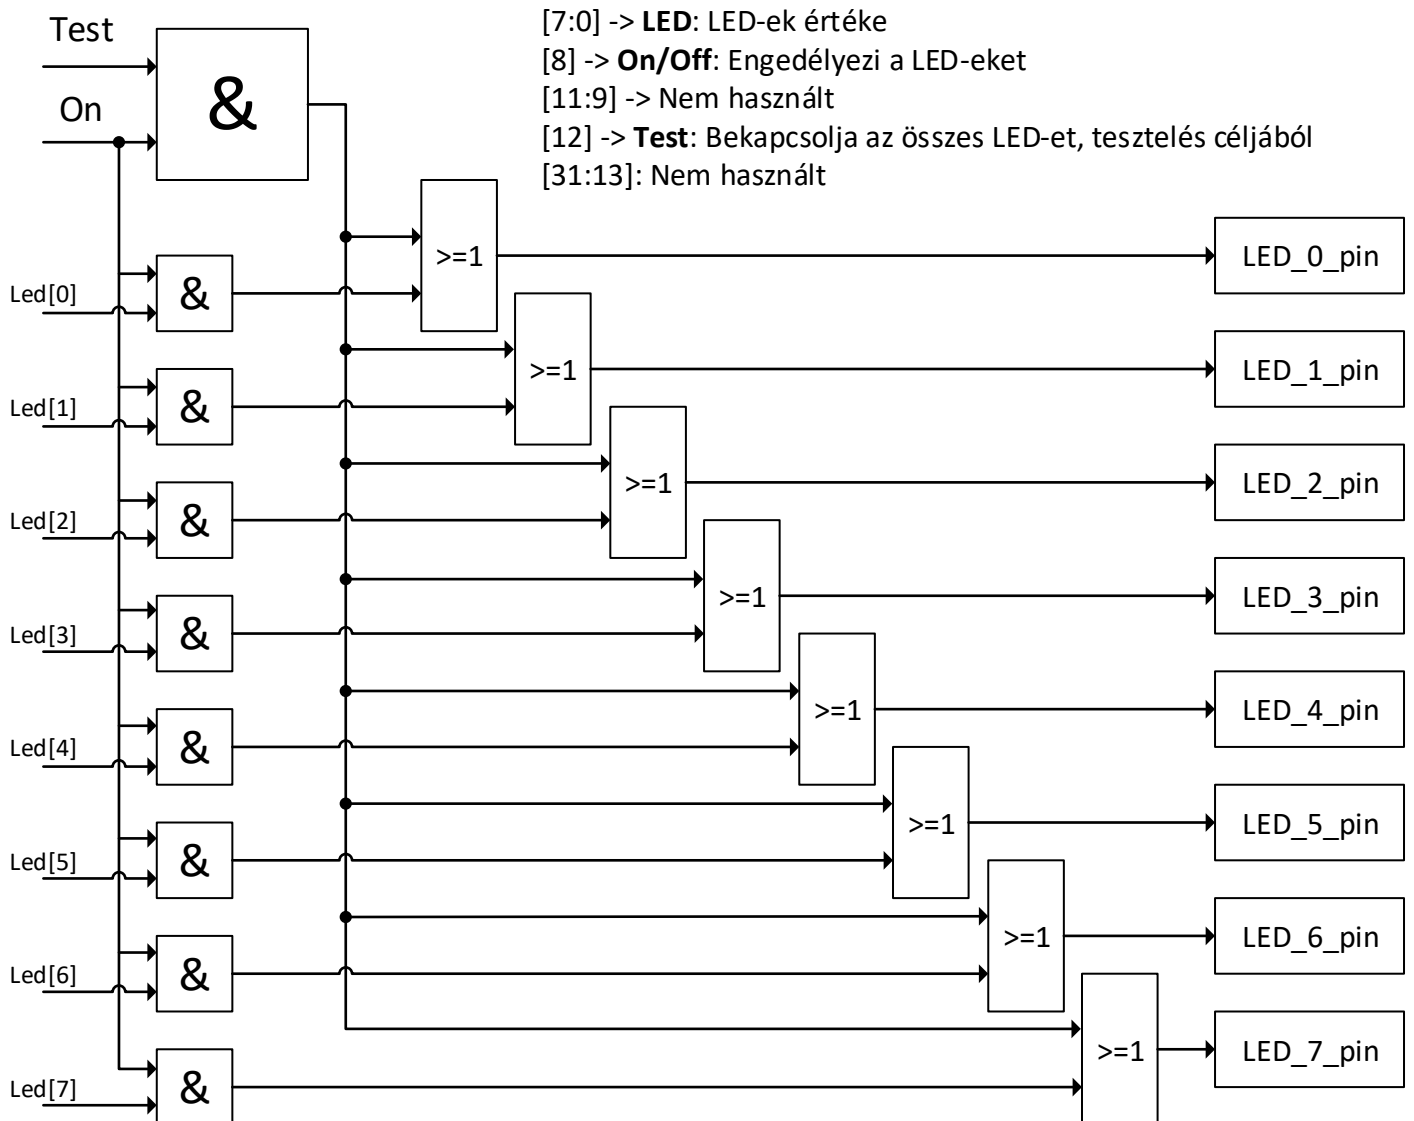 Test
On
[7:0] -> LED: LED-ek értéke
[8] -> On/Off: Engedélyezi a LED-eket
[11:9] -> Nem használt
[12] -> Test: Bekapcsolja az összes LED-et, tesztelés céljából
[31:13]: Nem használt
&
>=1
LED_0_pin
Led[0]
&
>=1
LED_1_pin
Led[1]
&
>=1
LED_2_pin
Led[2]
&
>=1
LED_3_pin
Led[3]
&
>=1
LED_4_pin
Led[4]
&
>=1
LED_5_pin
Led[5]
&
>=1
LED_6_pin
Led[6]
&
>=1
LED_7_pin
Led[7]
&